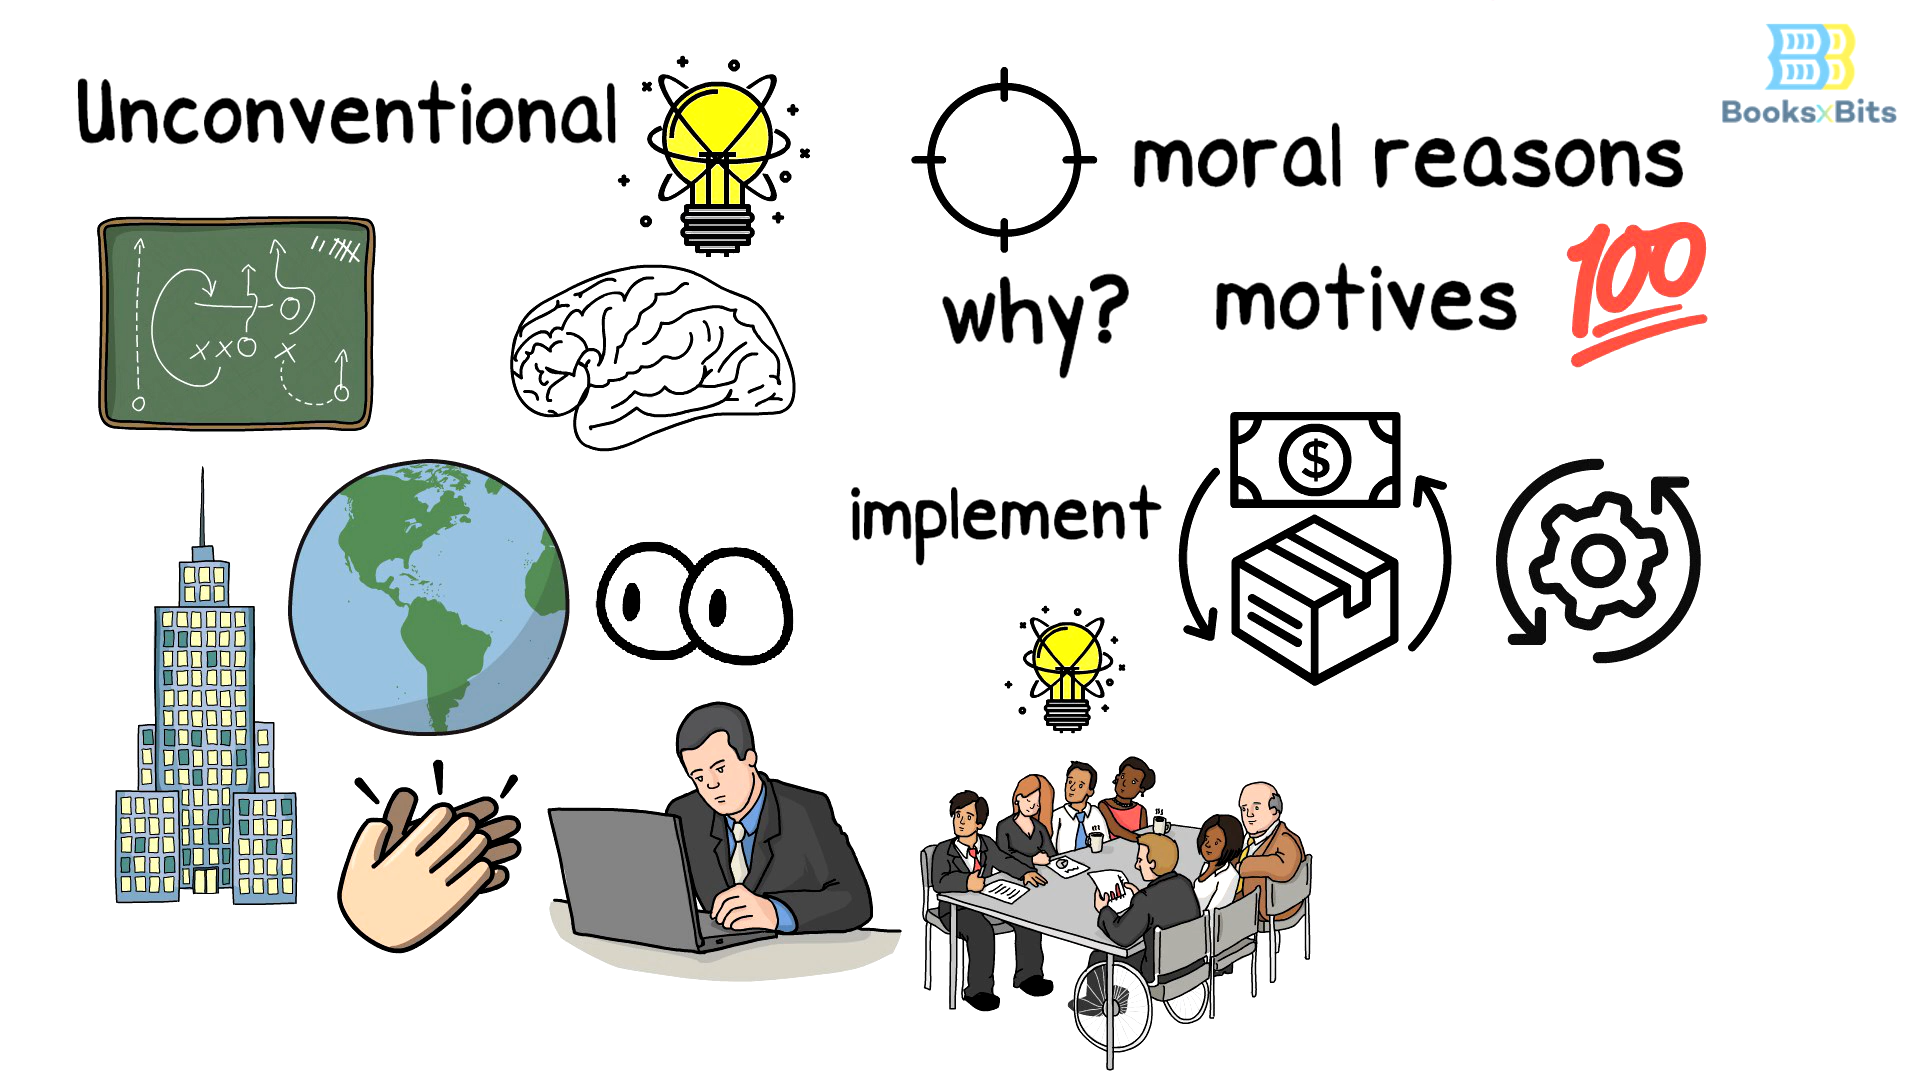 Unconventional
BooksxBits
moral reasons
why?
motives
100
implement
$